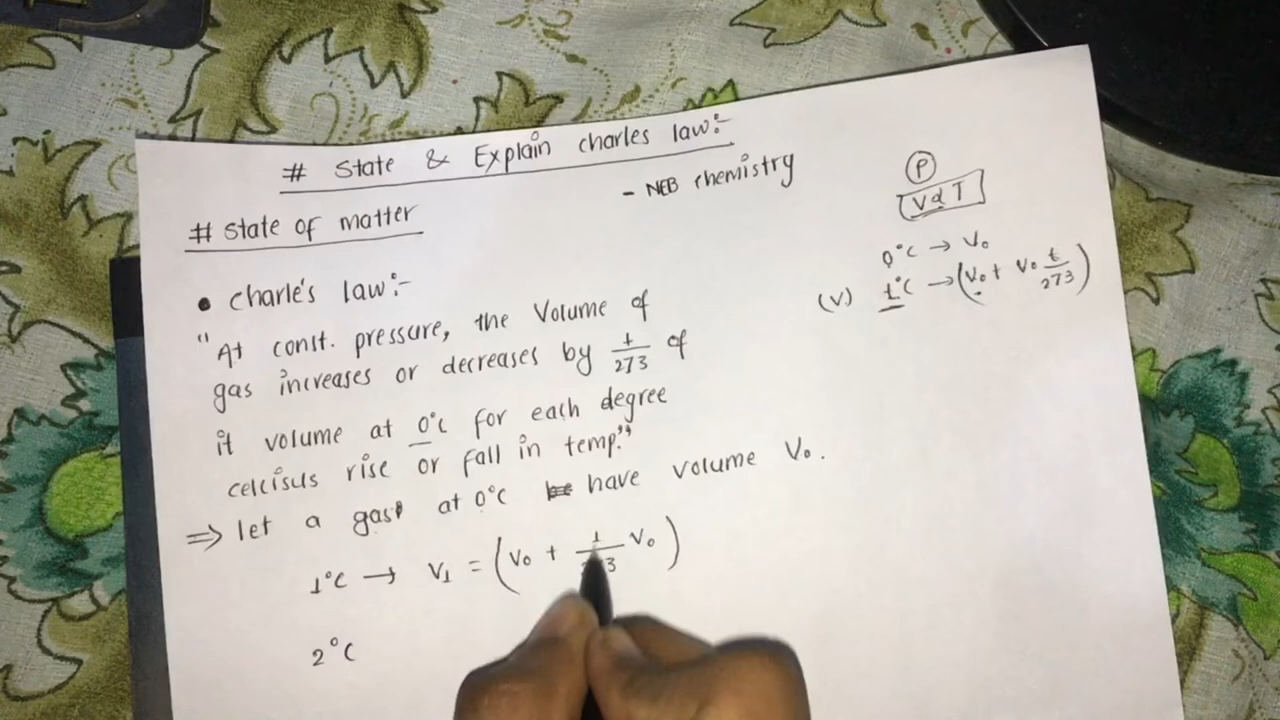 # State & Explain charles law:-
- NEB chemistry
# State of matter
• Charle's law:-
"At const. pressure, the Volume of
gas increases or decreases by t/273 of
it volume at 0°C for each degree
celcisus rise or fall in temp."
⇒ let a gas at 0°C have volume V₀.
1°C → V₁ = (V₀ + 1/273 V₀)
2°C
P
V α T
0°C → V₀
(V) 1°C → (V₀ + V₀ t/273)